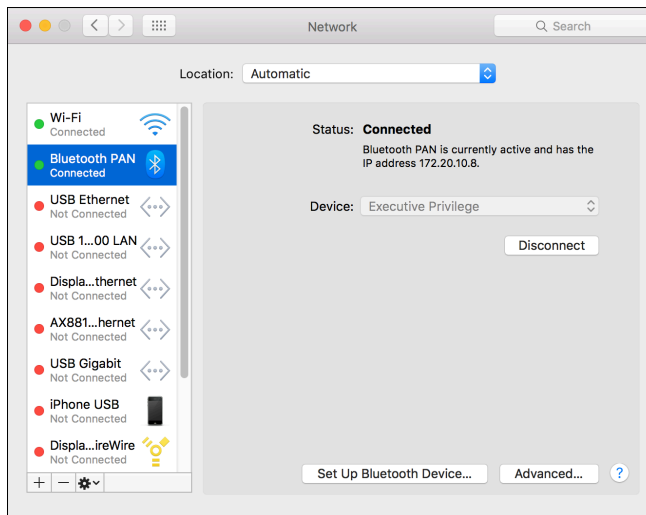 Network
Search
Location: Automatic
Wi-Fi
Connected
Bluetooth PAN
Connected
USB Ethernet
Not Connected
USB 1...00 LAN
Not Connected
Displa...thernet
Not Connected
AX881...hernet
Not Connected
USB Gigabit
Not Connected
iPhone USB
Not Connected
Displa...ireWire
Not Connected
Status: Connected
Bluetooth PAN is currently active and has the
IP address 172.20.10.8.
Device: Executive Privilege
Disconnect
Set Up Bluetooth Device...
Advanced...
?